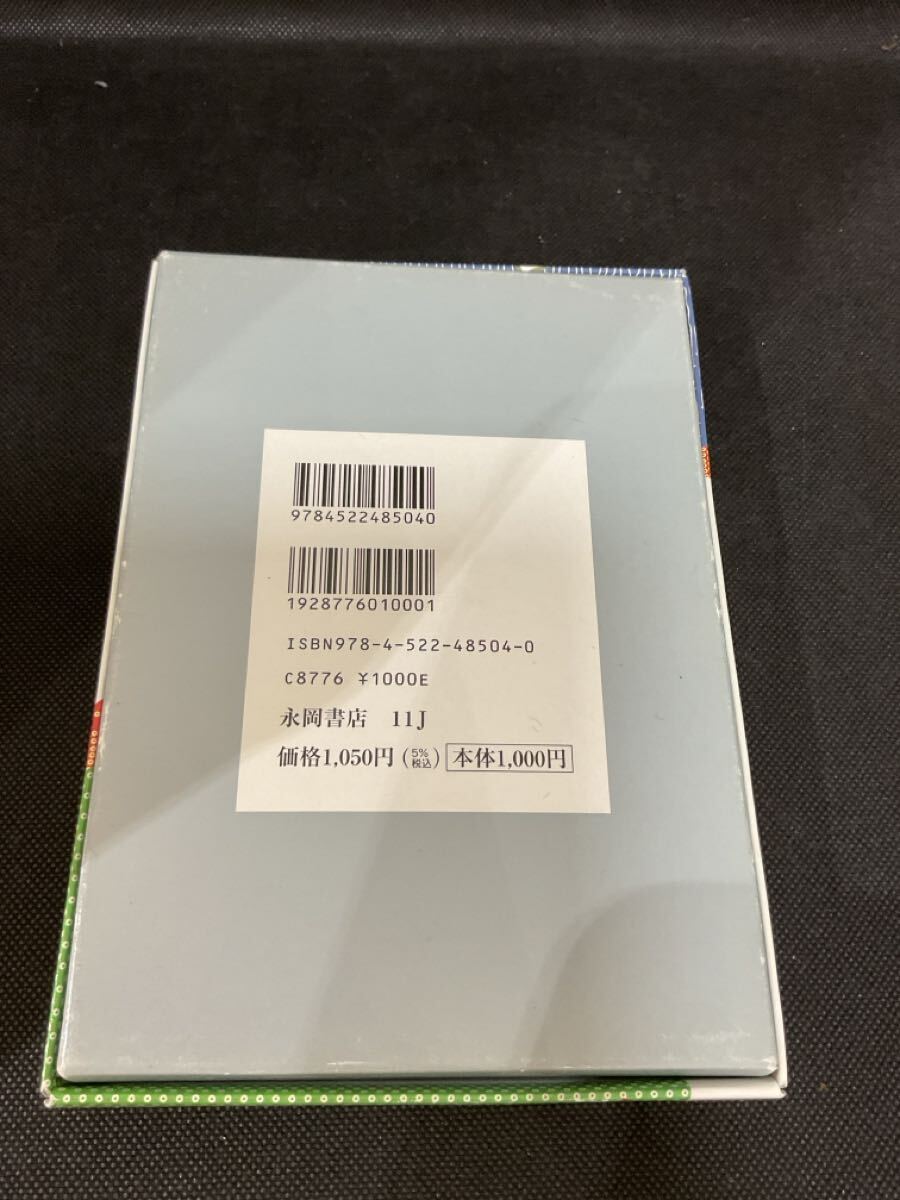 9784522485040
1928776010001
ISBN978-4-522-48504-0
C8776 ¥1000E
永岡書店 11J
価格1,050円(5%税込) 本体1,000円